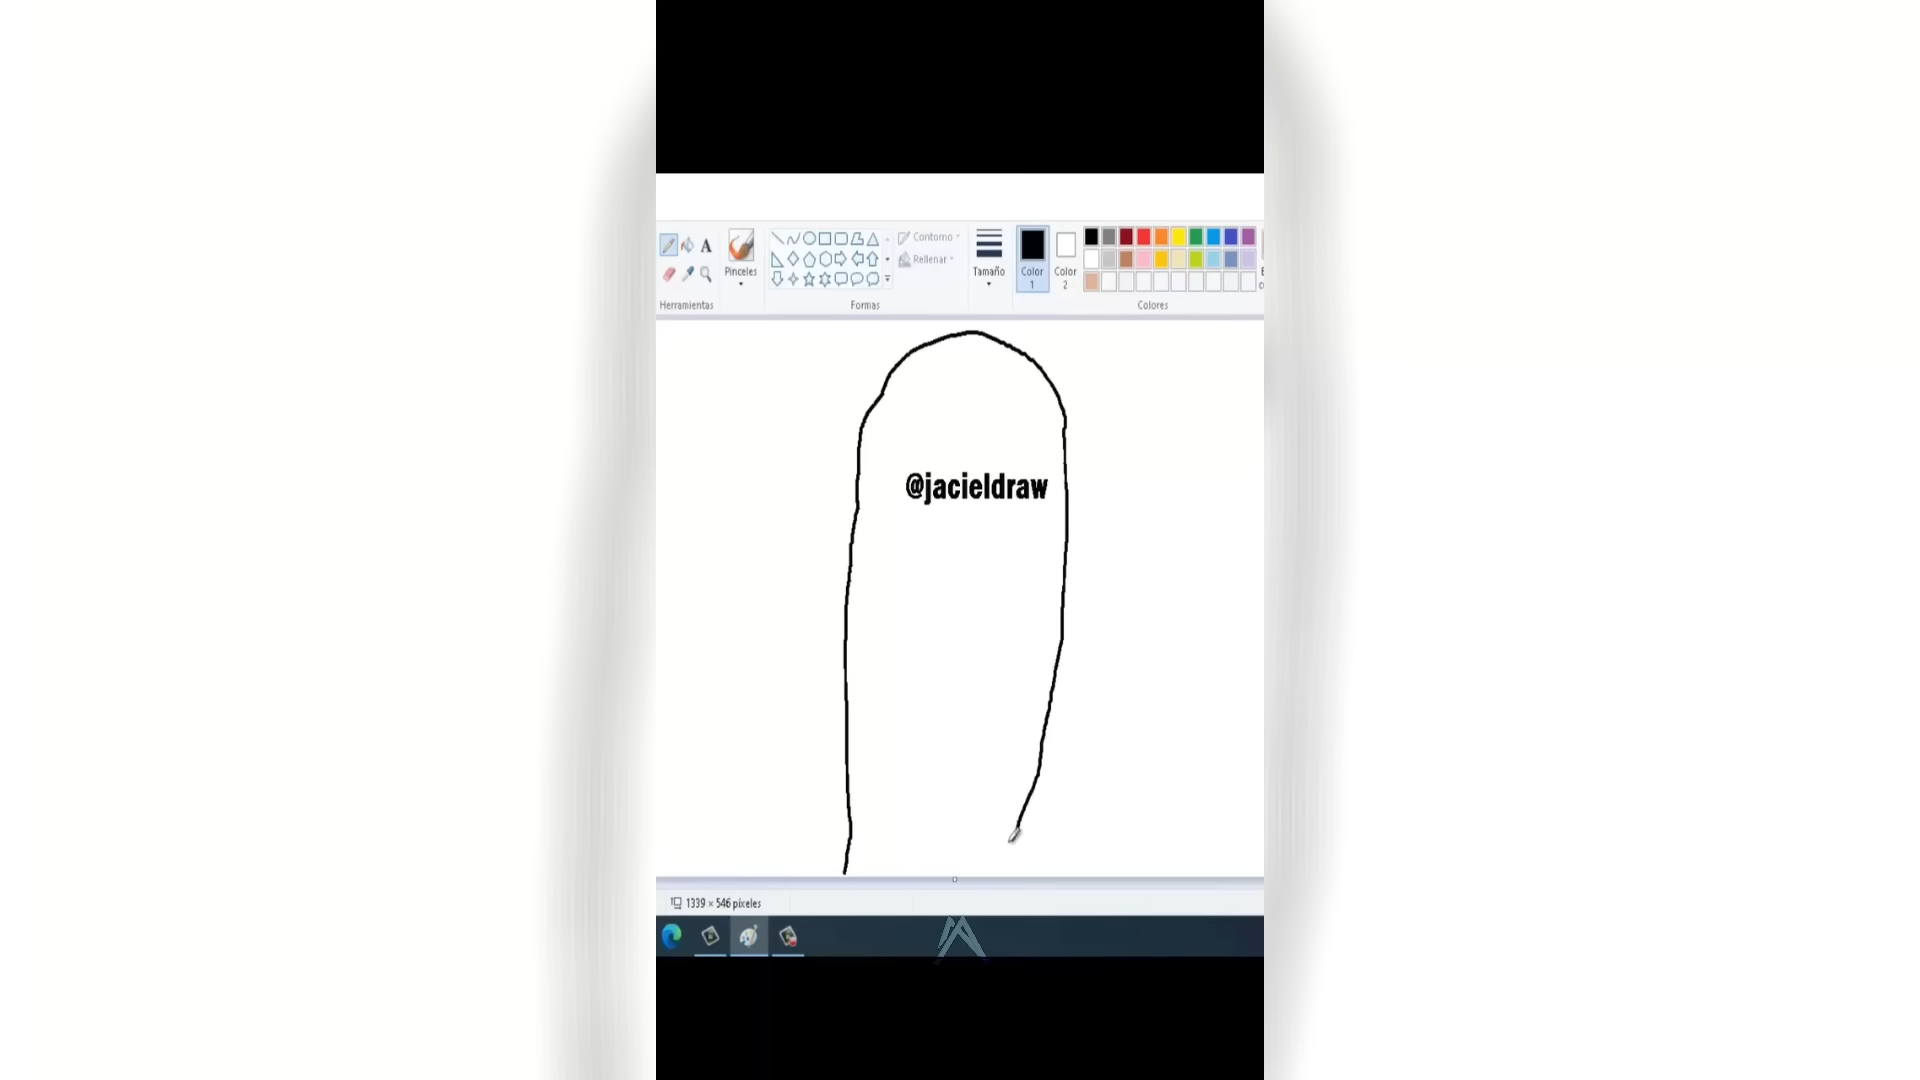 A
Contorno
Rellenar
Pinceles
Tamaño
Color
1
Color
2
Herramientas
Formas
Colores
@jacieldraw
1339 × 546 píxeles